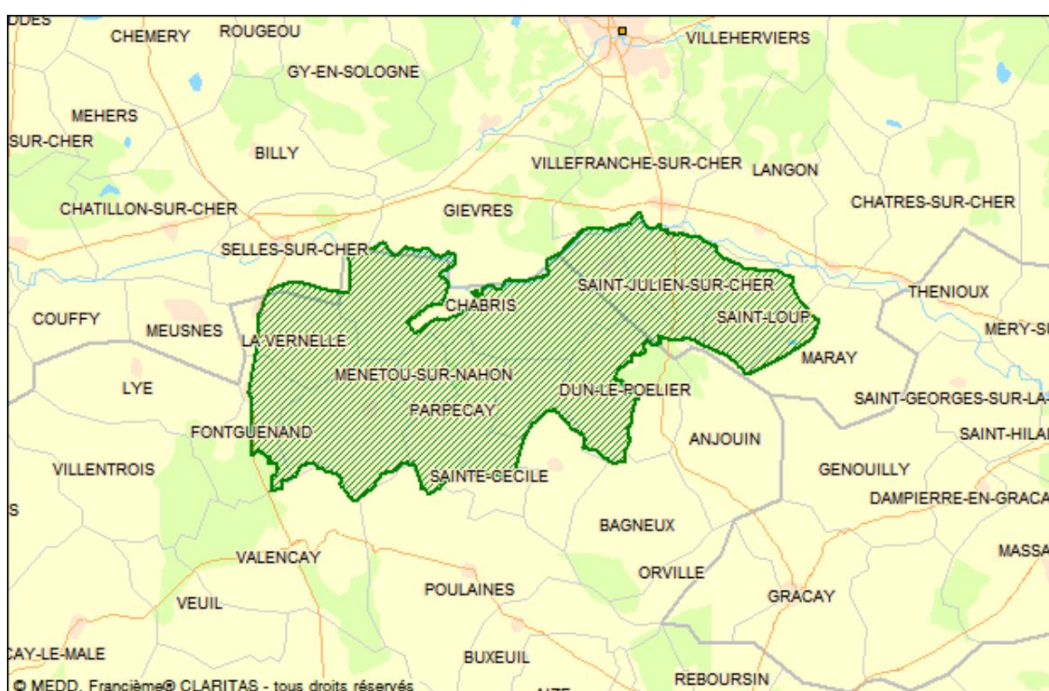 DDES
CHEMERY
ROUGEOU
VILLEHERVIERS
GY-EN-SOLOGNE
MEHERS
SUR-CHER
BILLY
VILLEFRANCHE-SUR-CHER
LANGON
CHATILLON-SUR-CHER
GIEVRES
CHATRES-SUR-CHER
SELLES-SUR-CHER
SAINT-JULIEN-SUR-CHER
THENIOUX
CHABRIS
SAINT-LOUP
COUFFY
MEUSNES
MERY-SU
LA VERNELLE
MARAY
LYE
MENETOU-SUR-NAHON
DUN-LE-POELIER
SAINT-GEORGES-SUR-LA-
PARPECAY
FONTGUENAND
ANJOUIN
SAINT-HILAI
VILLENTROIS
SAINTE-CECILE
GENOUILLY
DAMPIERRE-EN-GRACA
S
BAGNEUX
VALENCAY
MASSA
ORVILLE
POULAINES
GRACAY
VEUIL
CAY-LE-MALE
BUXEUIL
REBOURSIN
© MEDD, Francième® CLARITAS - tous droits réservés